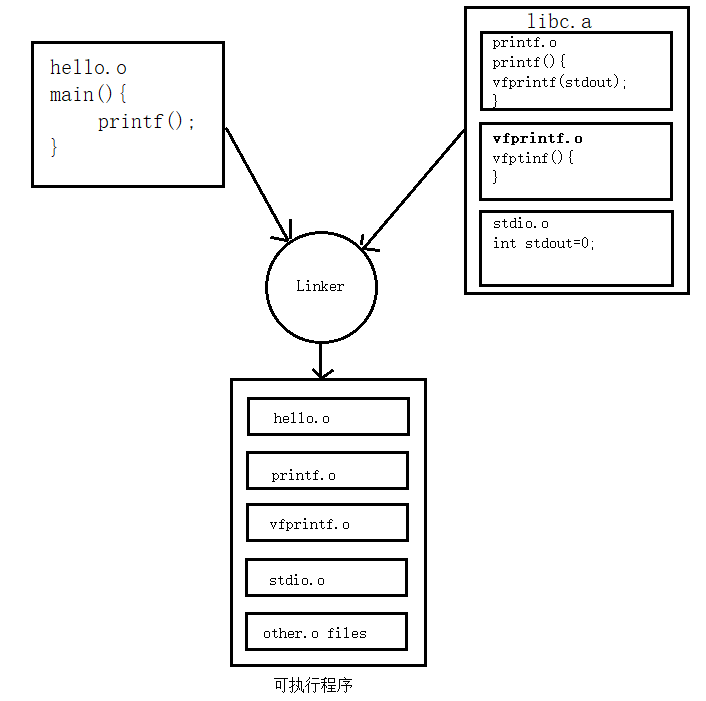 hello.o
main(){
printf();
}
libc.a
printf.o
printf(){
vfprintf(stdout);
}
vfprintf.o
vfptinf(){
}
stdio.o
int stdout=0;
Linker
hello.o
printf.o
vfprintf.o
stdio.o
other.o files
可执行程序